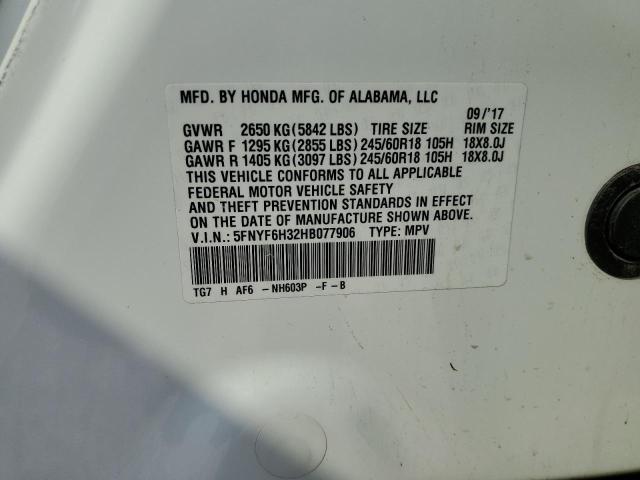 MFD. BY HONDA MFG. OF ALABAMA, LLC
09/'17
GVWR 2650 KG(5842 LBS) TIRE SIZE RIM SIZE
GAWR F 1295 KG(2855 LBS)245/60R18 105H 18X8.0J
GAWR R 1405 KG(3097 LBS)245/60R18 105H 18X8.0J
THIS VEHICLE CONFORMS TO ALL APPLICABLE
FEDERAL MOTOR VEHICLE SAFETY
AND THEFT PREVENTION STANDARDS IN EFFECT
ON THE DATE OF MANUFACTURE SHOWN ABOVE.
V.I.N.: 5FNYF6H32HB077906 TYPE: MPV
TG7 H AF6 -NH603P -F-B